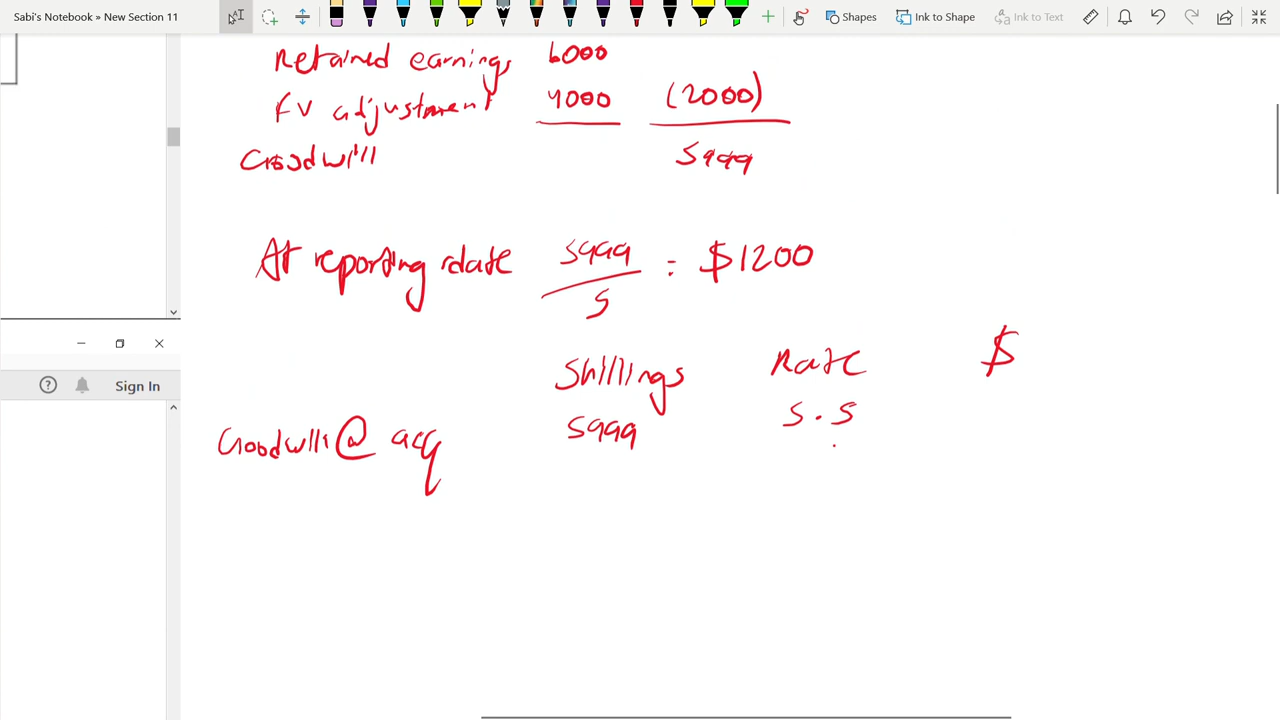 Sabi's Notebook » New Section 11
Shapes
Ink to Shape
Ink to Text
Retained earnings 6000
FV adjustment 4000 (2000)
Goodwill 5999
At reporting date 5999 / 5 = $1200
Shillings Rate $
Goodwill @ acq 5999 5.5
Sign In